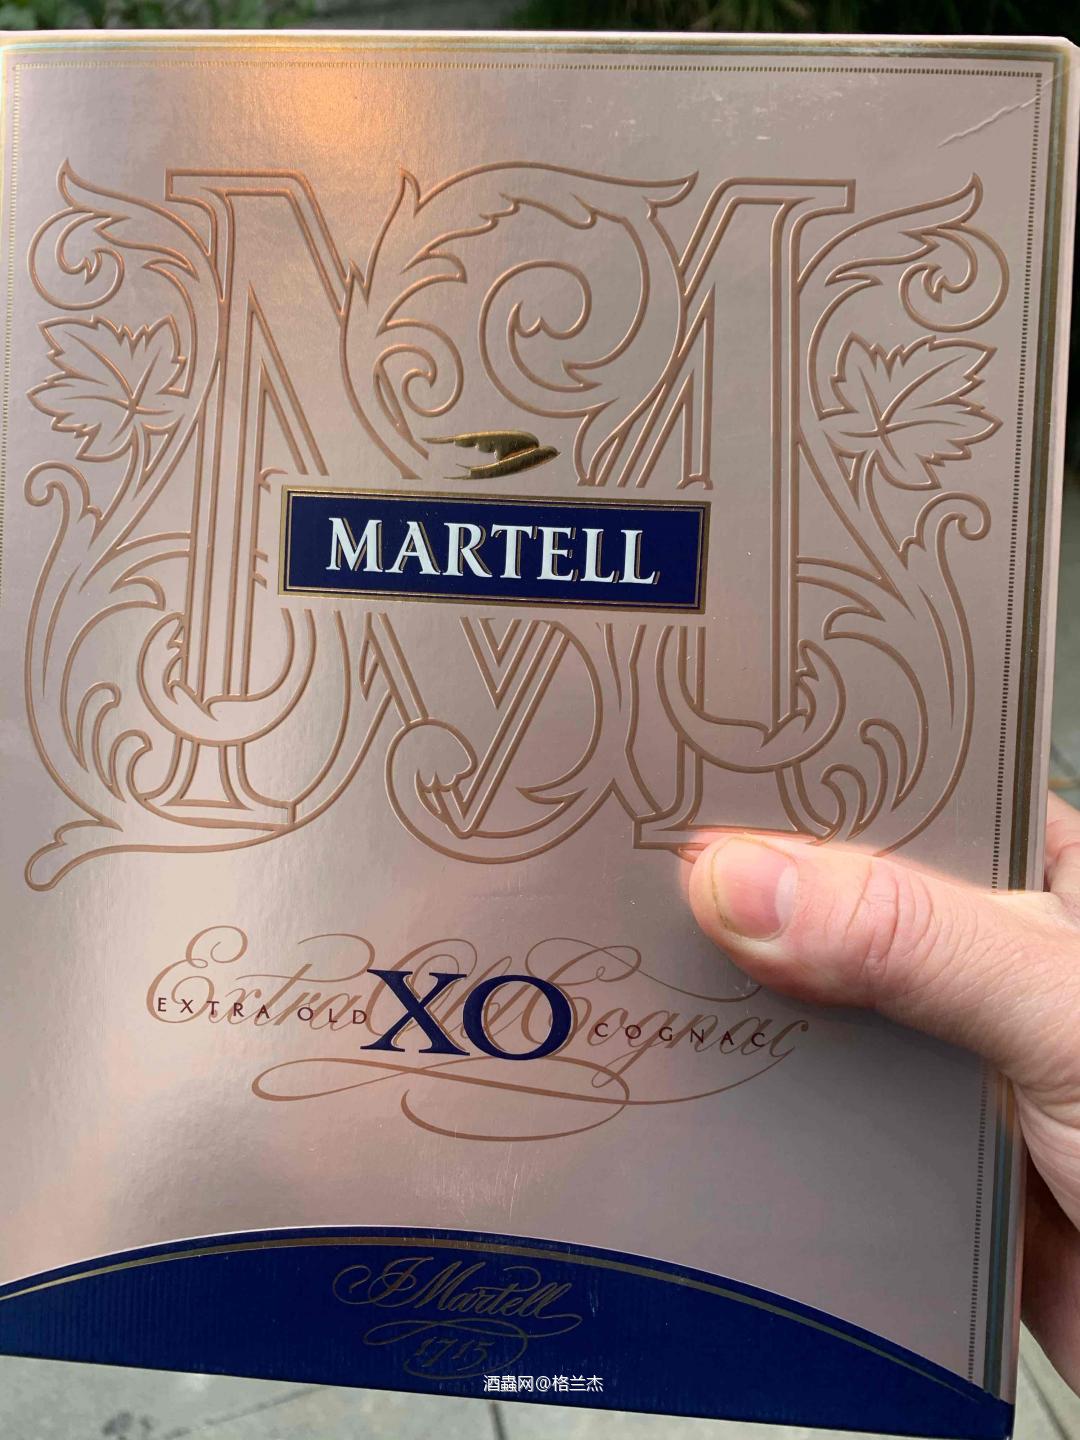 MARTELL
Extra Old Cognac
EXTRA OLD XO COGNAC
J Martell
1715
酒蟲网@格兰杰